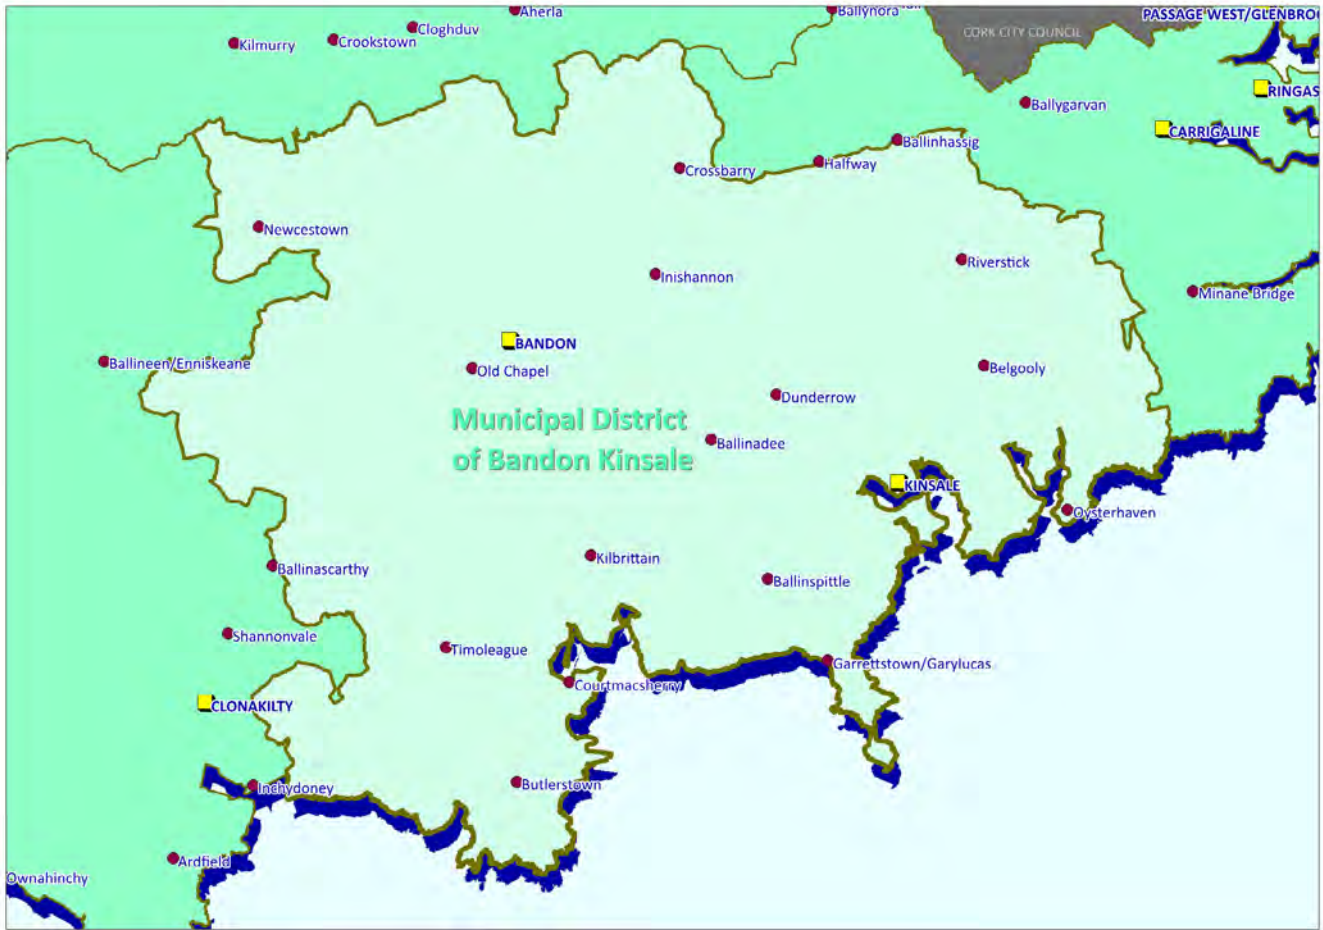 Aherla
Ballynora
PASSAGE WEST/GLENBRO
Cloghduv
CORK CITY COUNCIL
Kilmurry
Crookstown
RINGAS
Ballygarvan
CARRIGALINE
Ballinhassig
Halfway
Crossbarry
Newcestown
Riverstick
Inishannon
Minane Bridge
BANDON
Ballineen/Enniskeane
Old Chapel
Belgooly
Dunderrow
Municipal District
of Bandon Kinsale
Ballinadee
KINSALE
Oysterhaven
Kilbrittain
Ballinascarthy
Ballinspittle
Shannonvale
Timoleague
Garrettstown/Garylucas
Courtmacsherry
CLONAKILTY
Butlerstown
Inchydoney
Ardfield
Ownahinchy